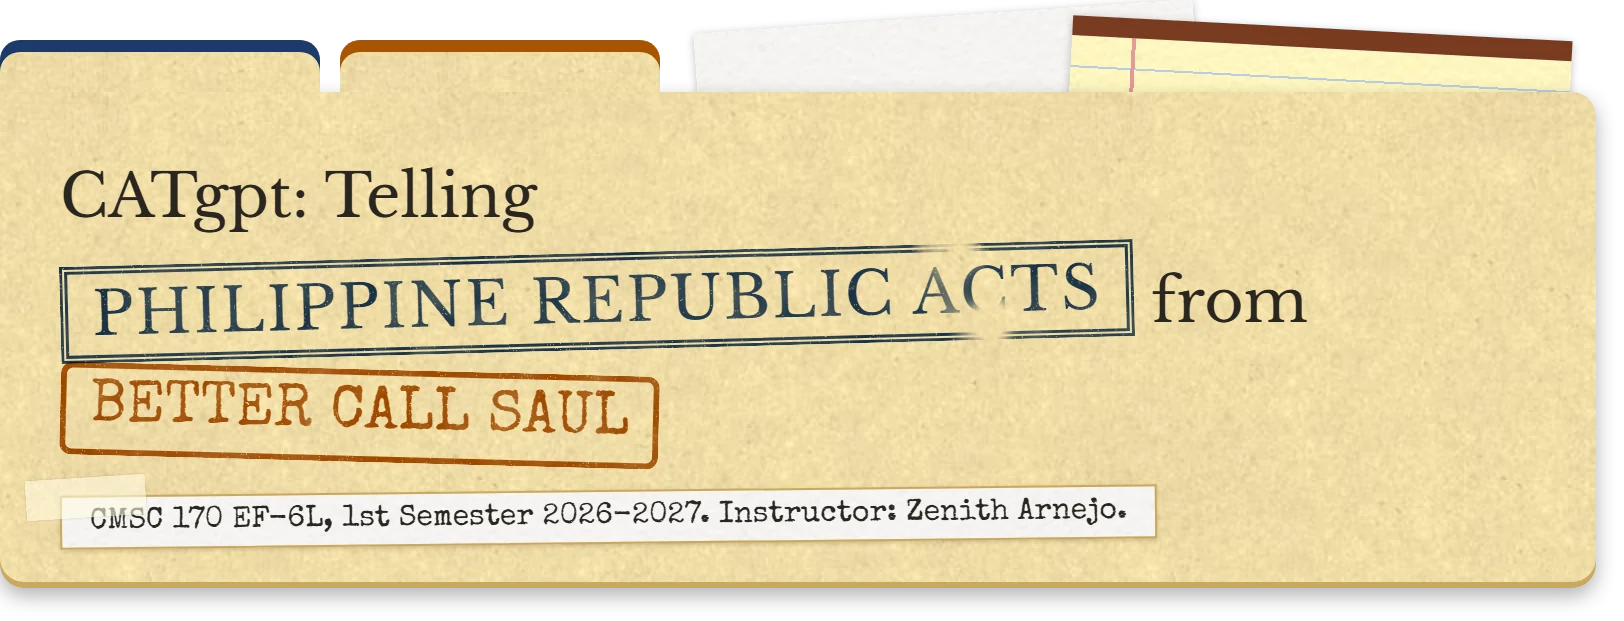 CATgpt: Telling
PHILIPPINE REPUBLIC ACTS from
BETTER CALL SAUL
CMSC 170 EF-6L, 1st Semester 2026-2027. Instructor: Zenith Arnejo.